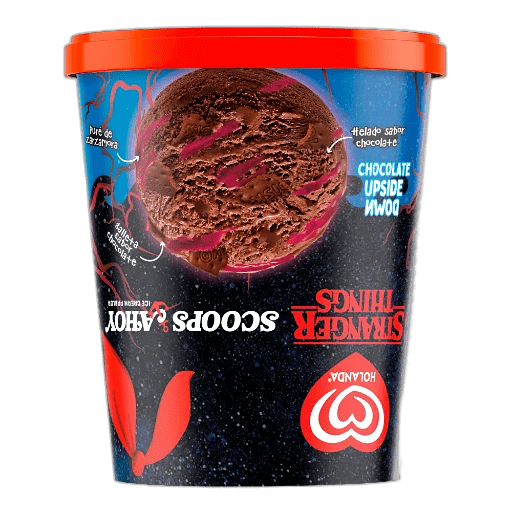 Puré de
zarzamora
Helado sabor
chocolate
CHOCOLATE
UPSIDE
DOWN
Galleta
sabor
chocolate
STRANGER
THINGS
SCOOPS AHOY
ICE CREAM PARLOR
HOLANDA®